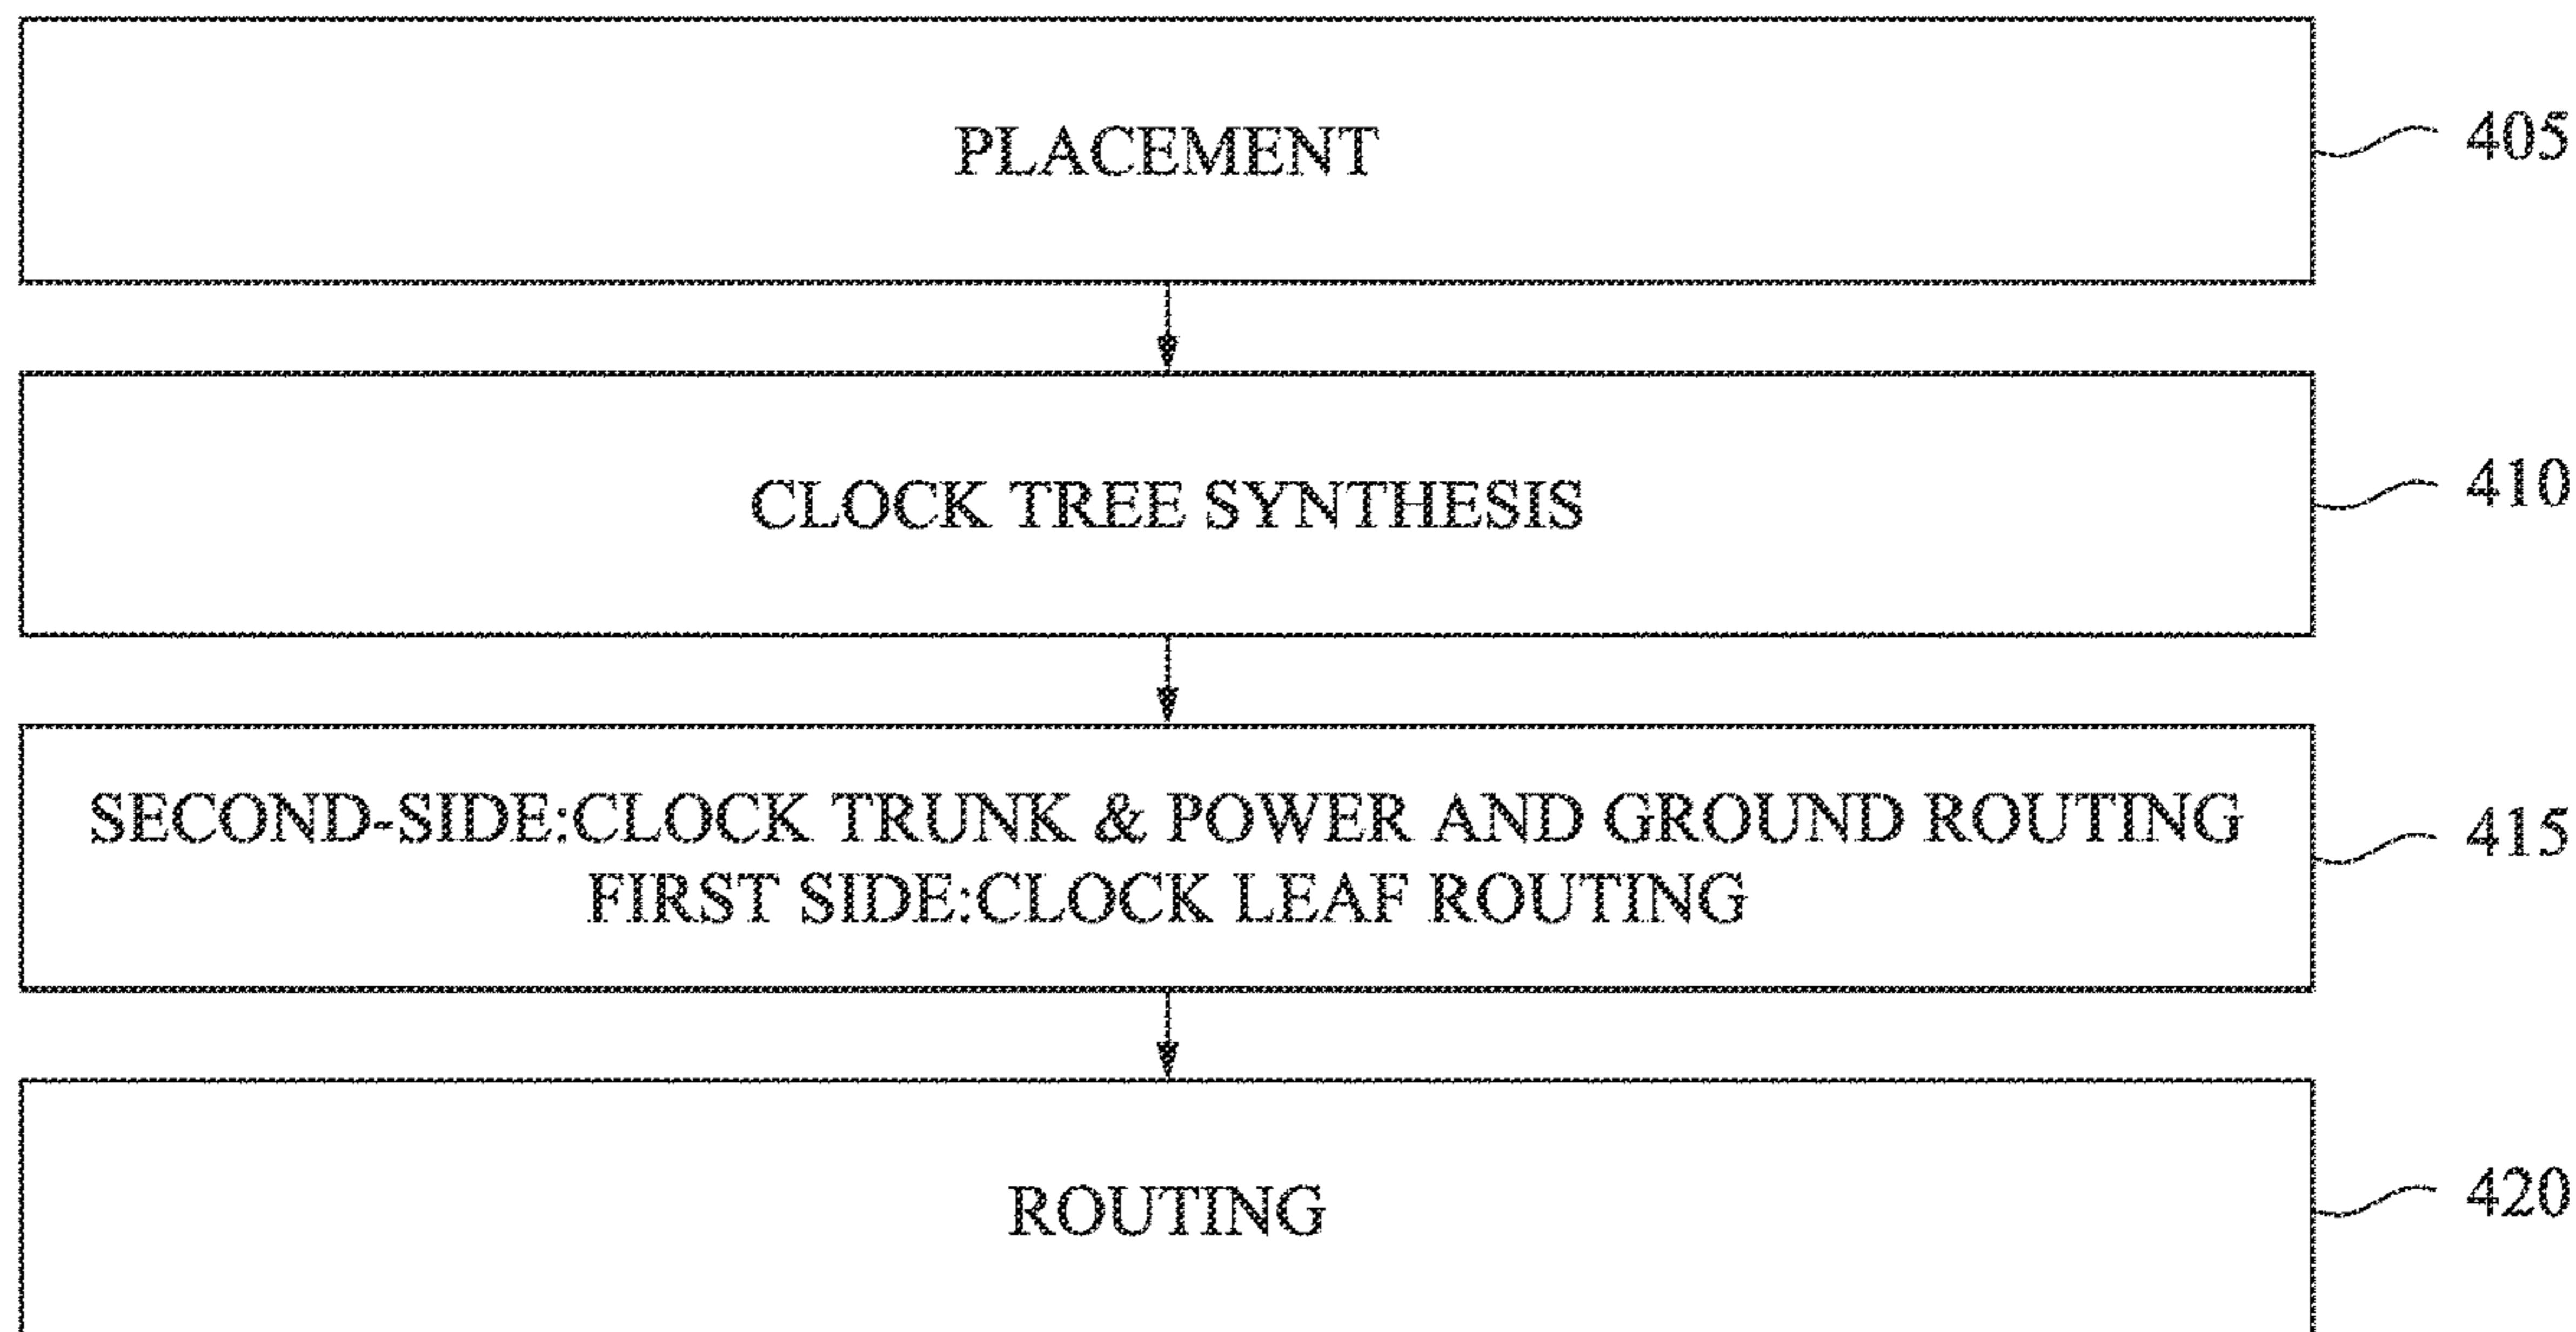 PLACEMENT
405
CLOCK TREE SYNTHESIS
410
SECOND-SIDE:CLOCK TRUNK & POWER AND GROUND ROUTING
FIRST SIDE:CLOCK LEAF ROUTING
415
ROUTING
420